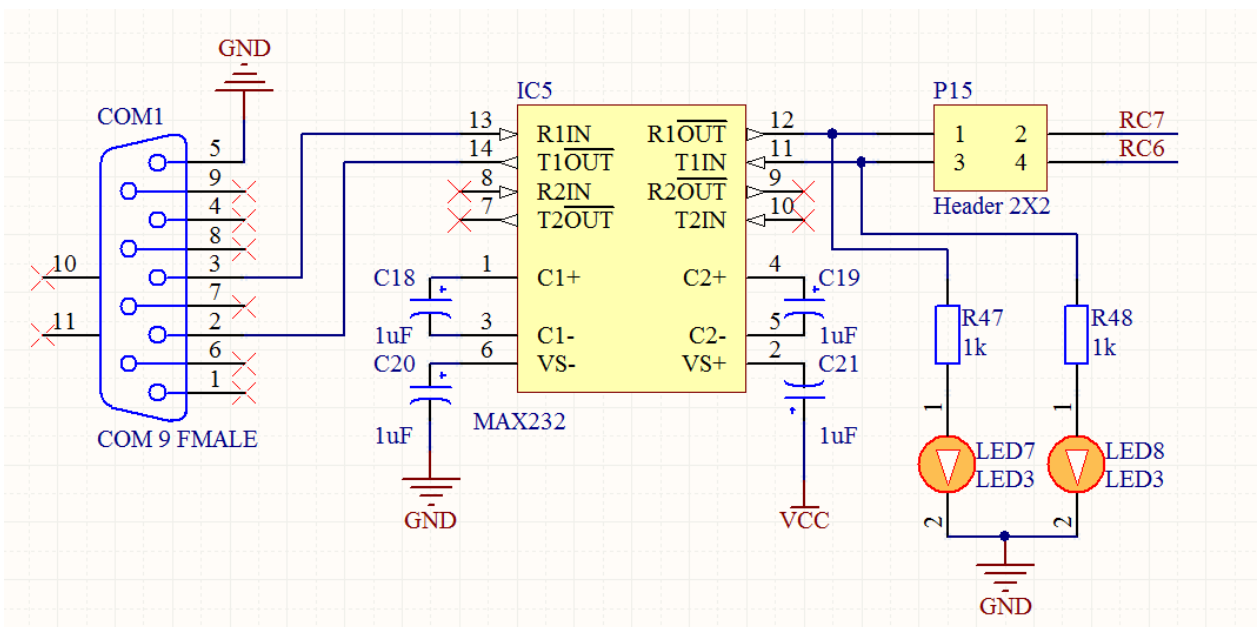 GND
COM1
5
9
4
8
3
7
2
6
1
10
11
COM 9 FMALE
IC5
13 R1IN R1OUT 12
14 T1OUT T1IN 11
8 R2IN R2OUT 9
7 T2OUT T2IN 10
1 C1+ C2+ 4
3 C1- C2- 5
6 VS- VS+ 2
MAX232
C18
1uF
C20
1uF
GND
C19
1uF
C21
1uF
VCC
P15
1 2
3 4
Header 2X2
RC7
RC6
R47
1k
R48
1k
1
LED7
LED3
2
1
LED8
LED3
2
GND